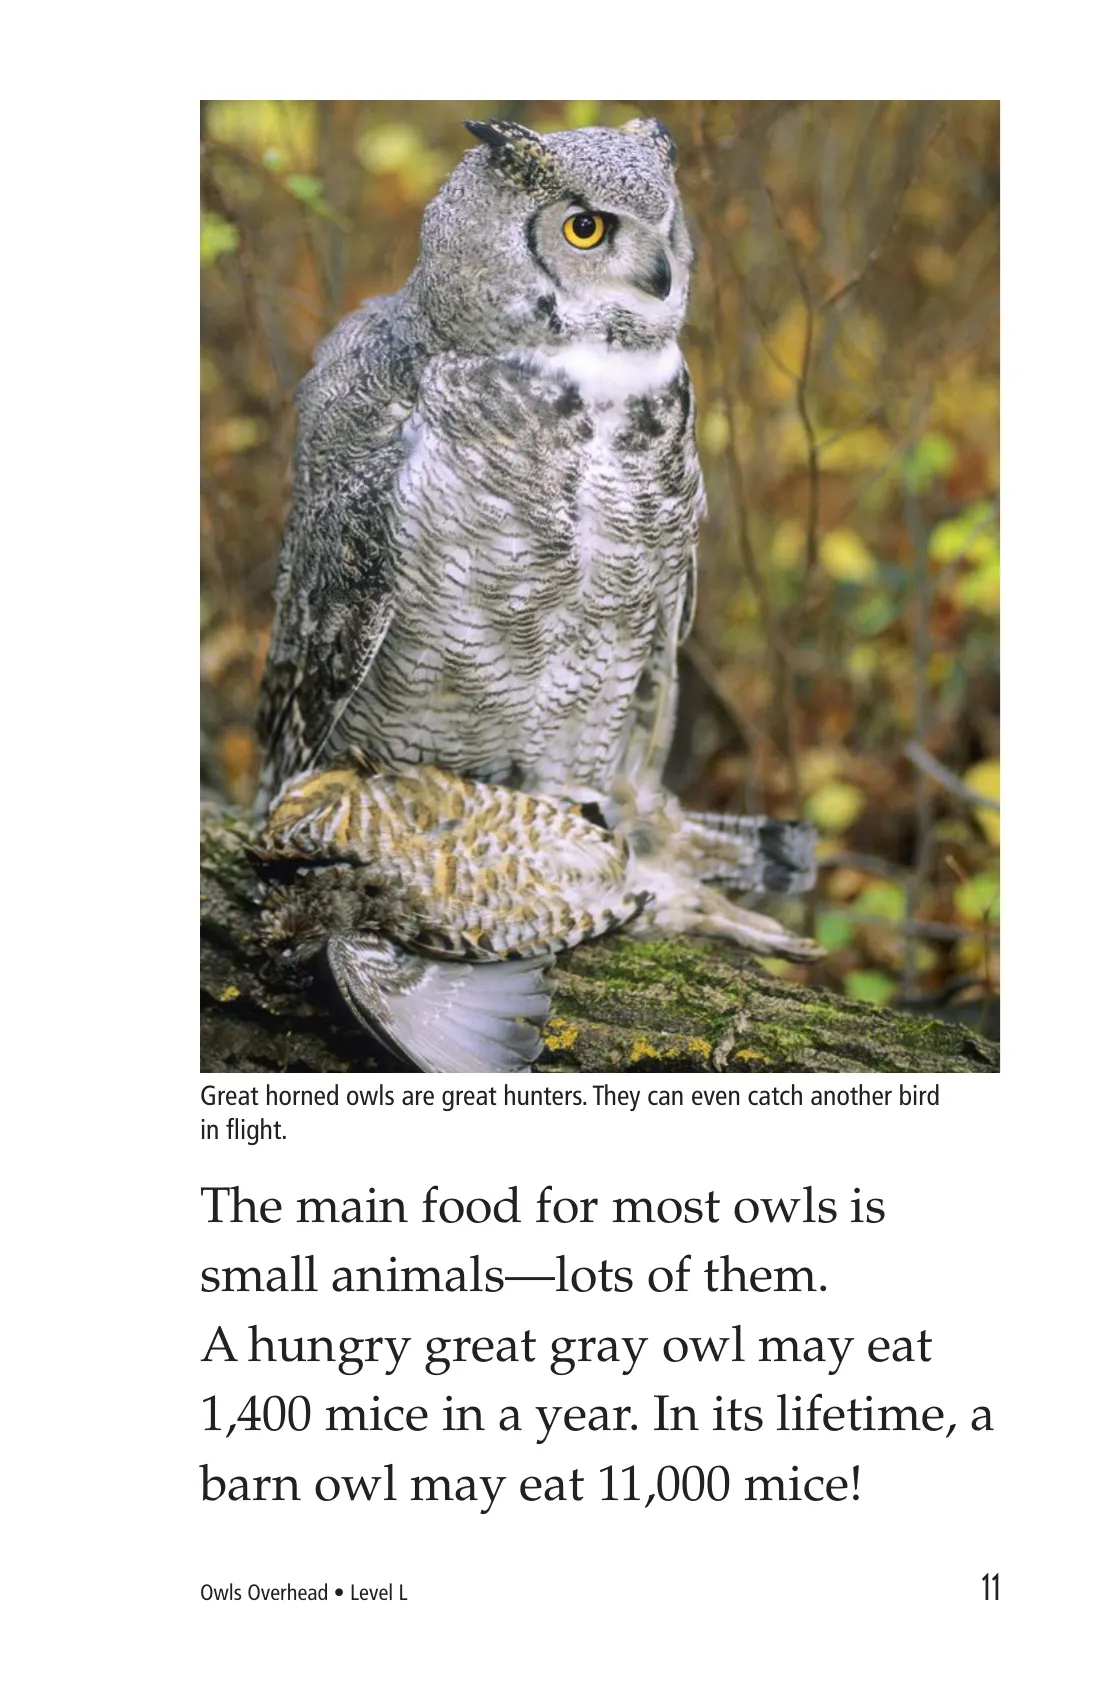 Great horned owls are great hunters. They can even catch another bird
in flight.
The main food for most owls is
small animals—lots of them.
A hungry great gray owl may eat
1,400 mice in a year. In its lifetime, a
barn owl may eat 11,000 mice!
Owls Overhead • Level L
11